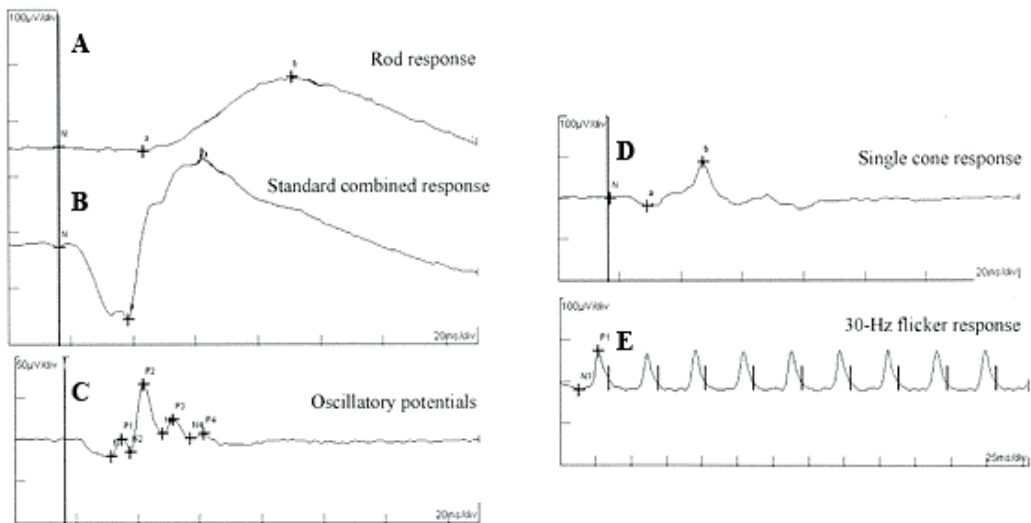 100µV/div
A
Rod response
N
a
b
B
Standard combined response
N
b
20ms/div
50µV/div
C
Oscillatory potentials
P1
N2
P2
P3
N4
P4
20ms/div
100µV/div
D
Single cone response
N
a
b
20ms/div
100µV/div
E
30-Hz flicker response
N1
P1
25ms/div